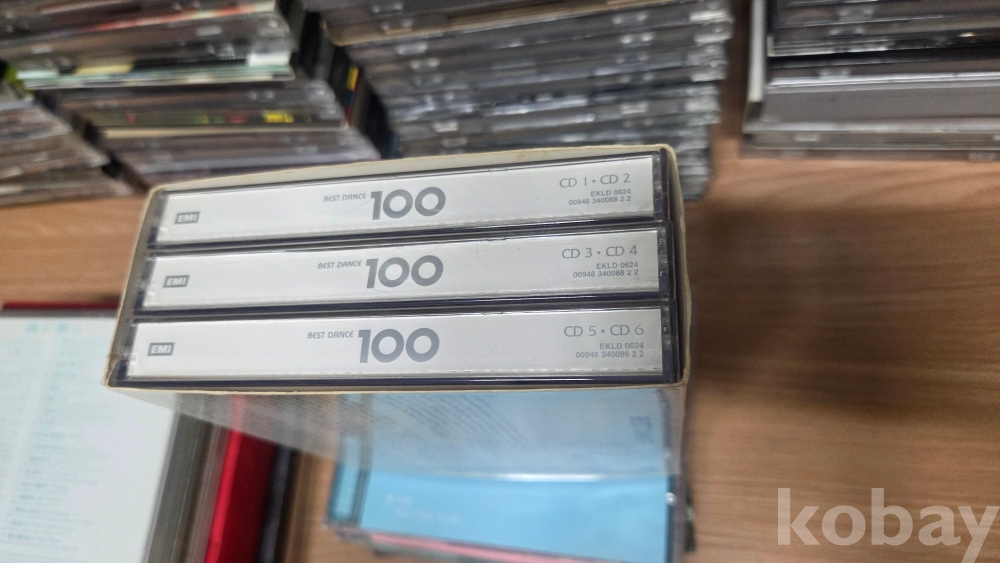 EMI
BEST DANCE 100
CD 1 • CD 2
EKLD 0624
00946 340088 2 2
EMI
BEST DANCE 100
CD 3 • CD 4
EKLD 0624
00946 340088 2 2
EMI
BEST DANCE 100
CD 5 • CD 6
EKLD 0624
00946 340088 2 2
kobay